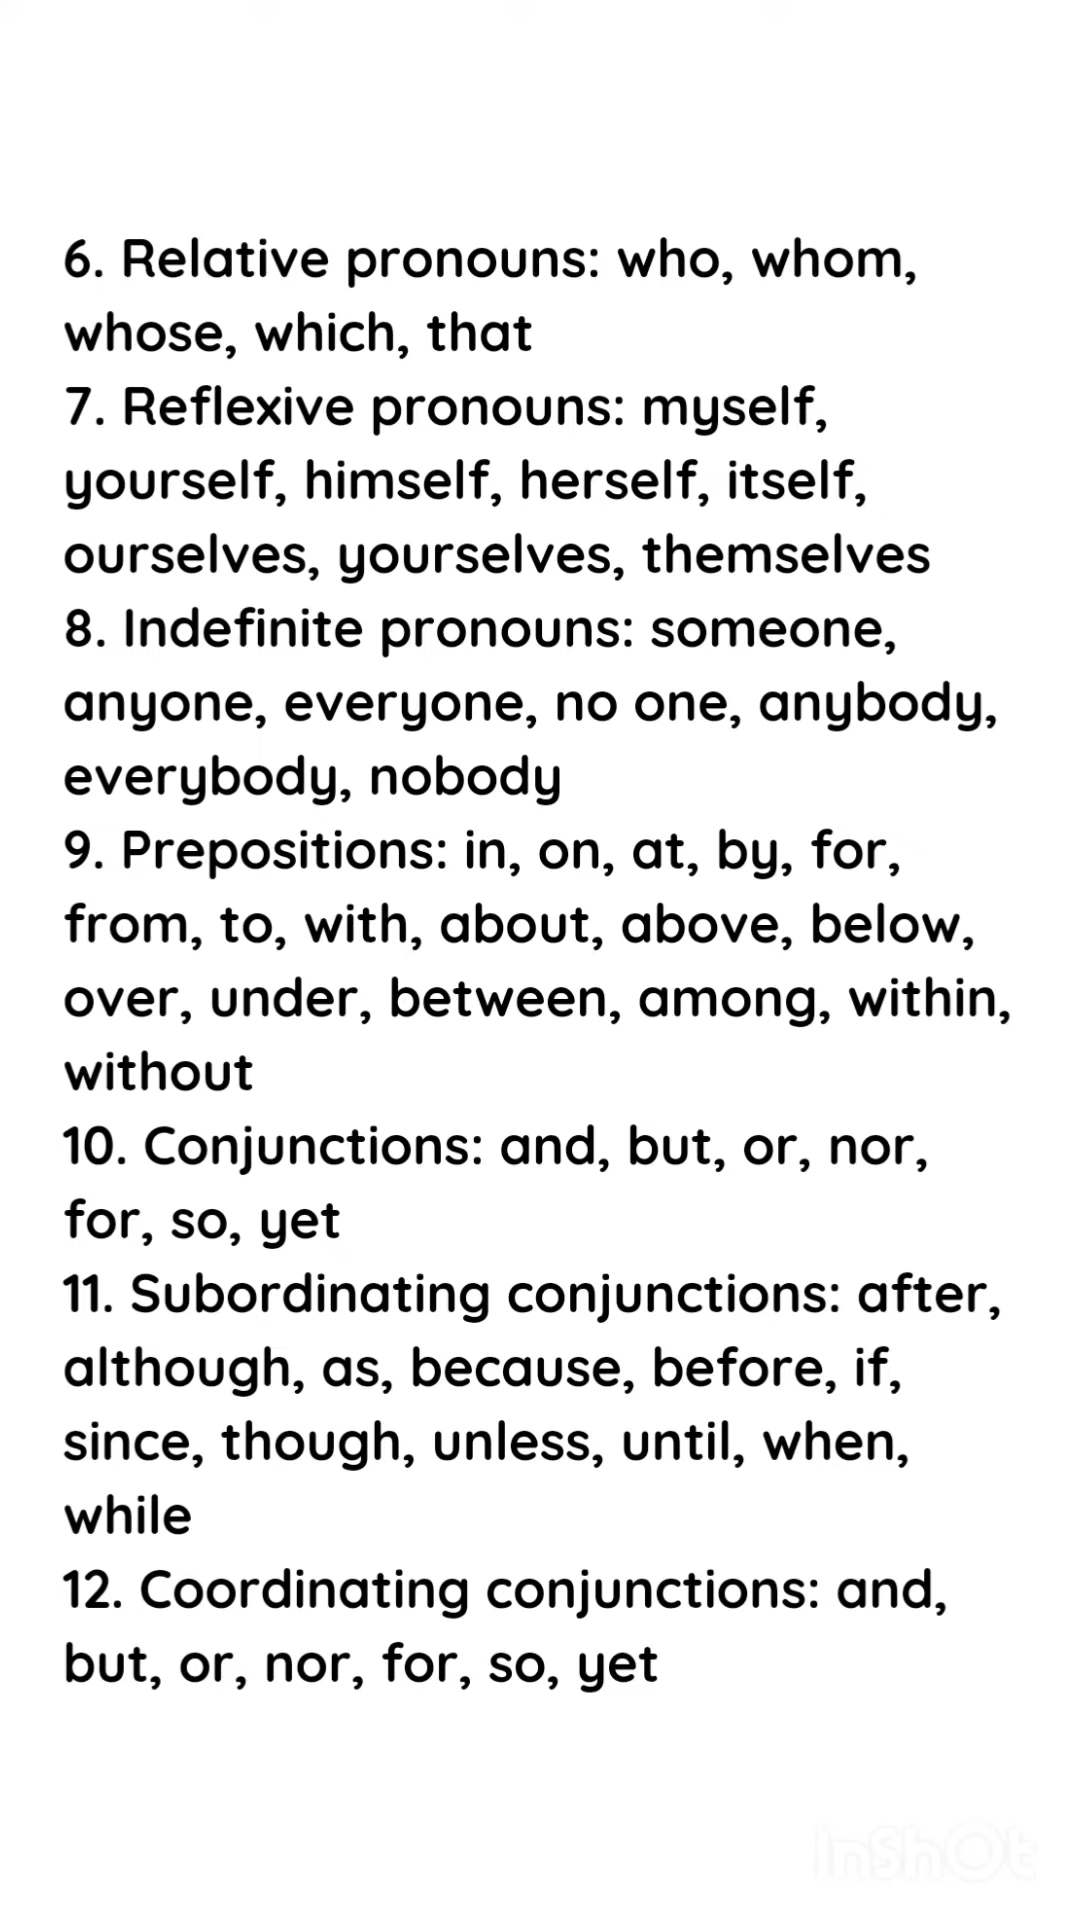 6. Relative pronouns: who, whom,
whose, which, that
7. Reflexive pronouns: myself,
yourself, himself, herself, itself,
ourselves, yourselves, themselves
8. Indefinite pronouns: someone,
anyone, everyone, no one, anybody,
everybody, nobody
9. Prepositions: in, on, at, by, for,
from, to, with, about, above, below,
over, under, between, among, within,
without
10. Conjunctions: and, but, or, nor,
for, so, yet
11. Subordinating conjunctions: after,
although, as, because, before, if,
since, though, unless, until, when,
while
12. Coordinating conjunctions: and,
but, or, nor, for, so, yet
InShOt